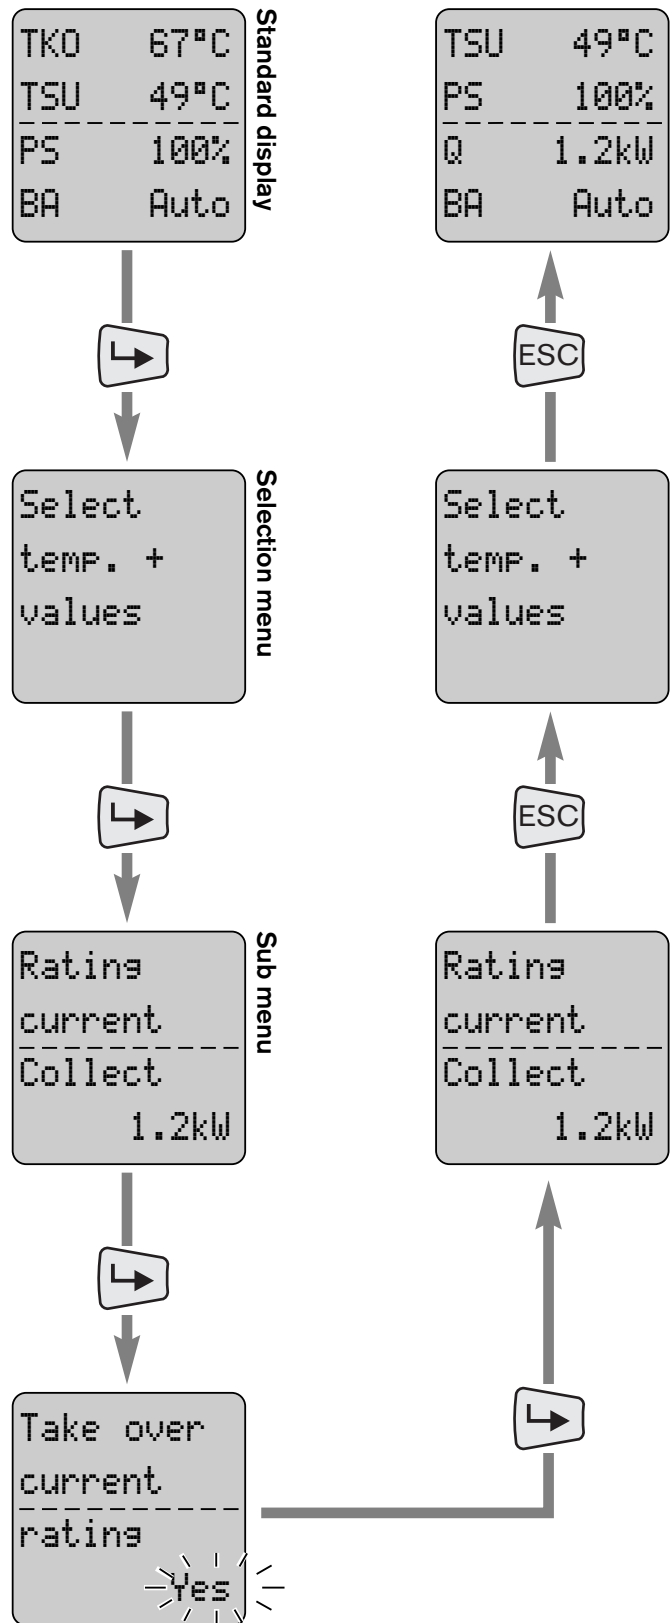 TKO 67°C
TSU 49°C
PS 100%
BA Auto
Standard display
Select
temp. +
values
Selection menu
Rating
current
Collect
1.2kW
Sub menu
Take over
current
rating
Yes
Rating
current
Collect
1.2kW
ESC
Select
temp. +
values
ESC
TSU 49°C
PS 100%
Q 1.2kW
BA Auto